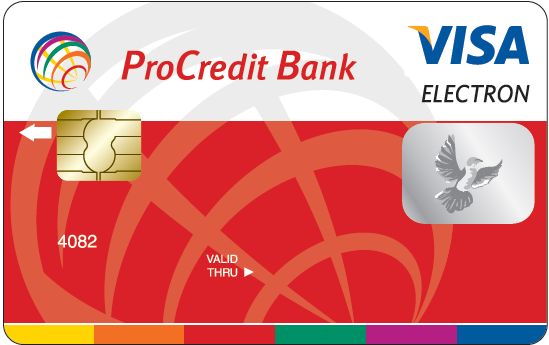 ProCredit Bank
VISA
ELECTRON
4082
VALID
THRU